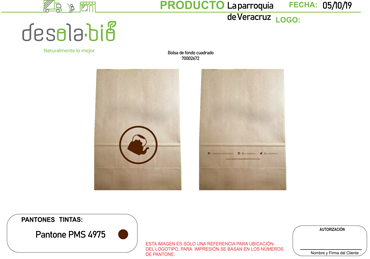 PRODUCTO La parroquia de Veracruz
FECHA: 05/10/19
LOGO:
desola·bio
Naturalmente lo mejor
Bolsa de fondo cuadrado
70002672
PANTONES TINTAS:
Pantone PMS 4975
ESTA IMAGEN ES SOLO UNA REFERENCIA PARA UBICACIÓN
DEL LOGOTIPO, PARA IMPRESIÓN SE BASAN EN LOS NÚMEROS
DE PANTONE.
AUTORIZACIÓN
Nombre y Firma del Cliente